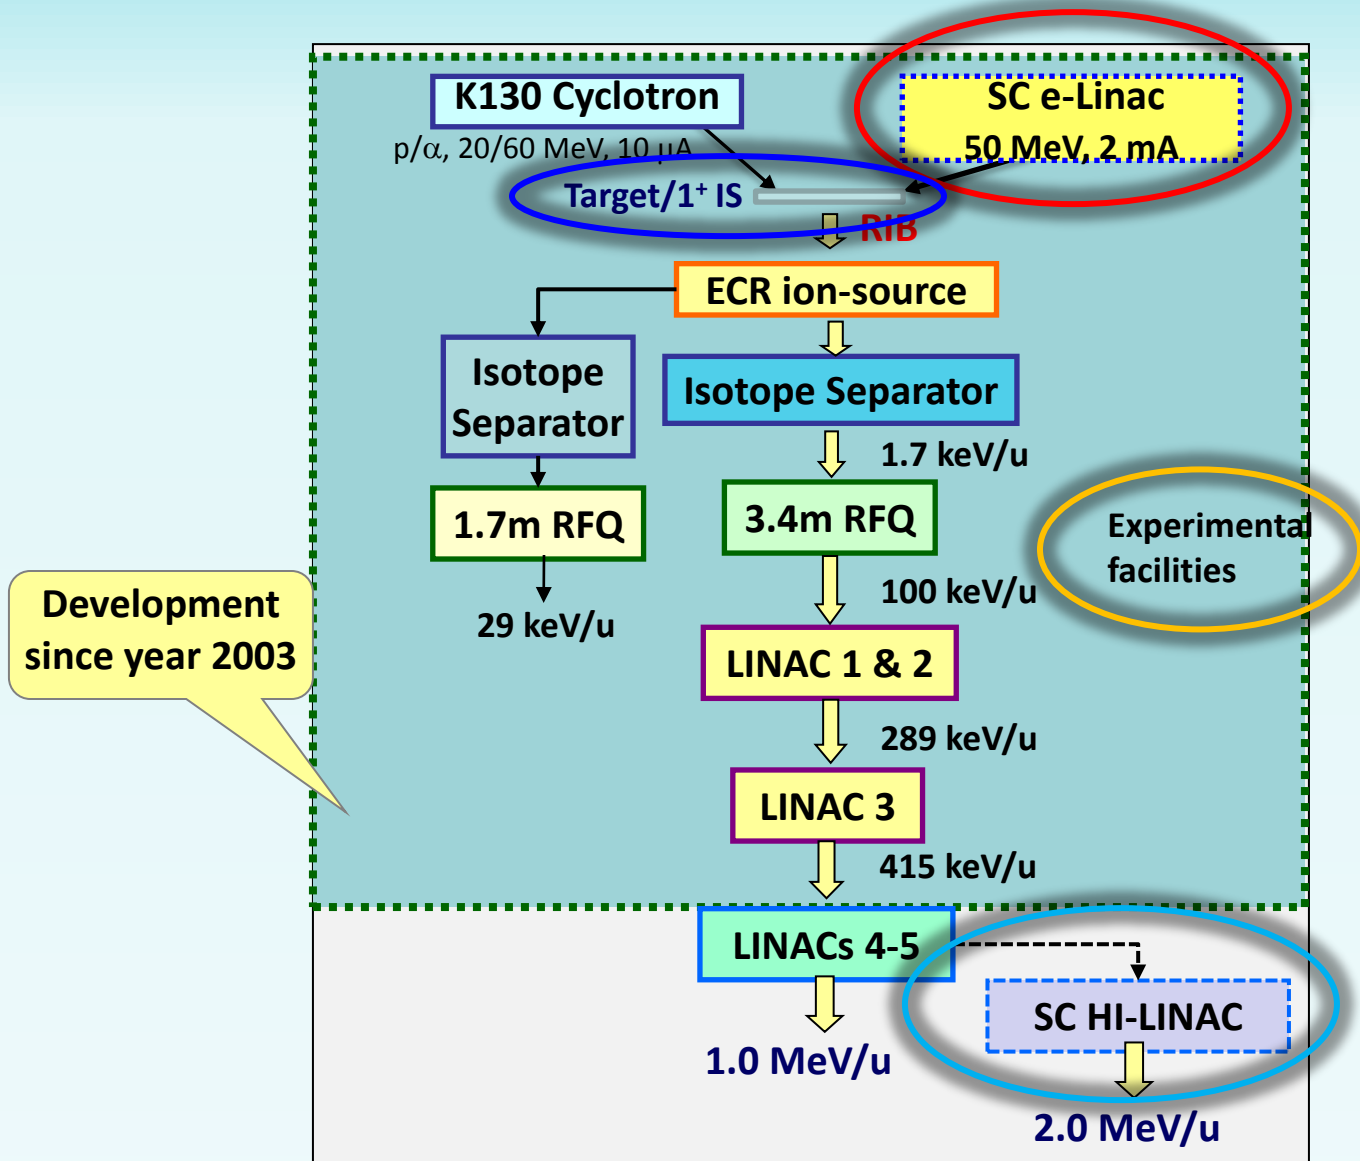 K130 Cyclotron
p/α, 20/60 MeV, 10 μA
SC e-Linac
50 MeV, 2 mA
Target/1⁺ IS
RIB
ECR ion-source
Isotope
Separator
Isotope Separator
1.7 keV/u
1.7m RFQ
3.4m RFQ
Experimental
facilities
29 keV/u
100 keV/u
Development
since year 2003
LINAC 1 & 2
289 keV/u
LINAC 3
415 keV/u
LINACs 4-5
SC HI-LINAC
1.0 MeV/u
2.0 MeV/u